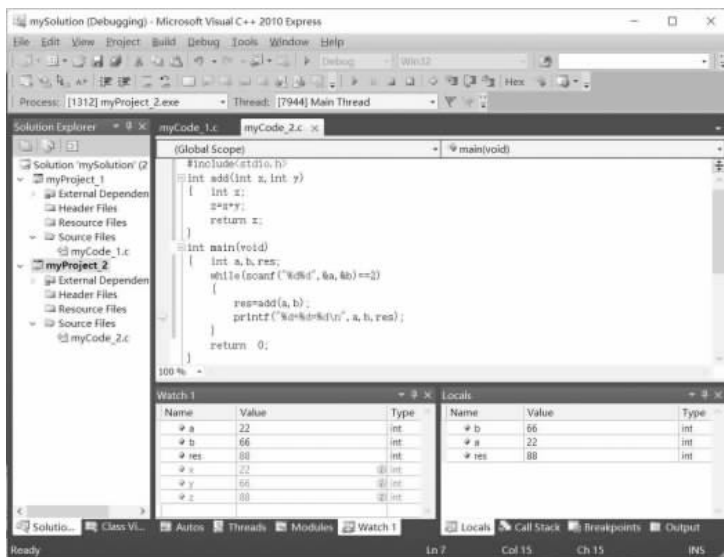 mySolution (Debugging) - Microsoft Visual C++ 2010 Express
File Edit View Project Build Debug Tools Window Help
Debug Win32
Hex
Process: [1312] myProject_2.exe Thread: [7944] Main Thread
Solution Explorer
myCode_1.c myCode_2.c
(Global Scope) main(void)
Solution 'mySolution' (2
myProject_1
External Dependen
Header Files
Resource Files
Source Files
myCode_1.c
myProject_2
External Dependen
Header Files
Resource Files
Source Files
myCode_2.c
#include<stdio.h>
int add(int x, int y)
{ int z;
z=x+y;
return z;
}
int main(void)
{ int a, b, res;
while(scanf("%d%d", &a, &b)==2)
{
res=add(a, b);
printf("%d+%d=%d\n", a, b, res);
}
return 0;
}
100 %
Watch 1
Name Value Type
a 22 int
b 66 int
res 88 int
x 22 int
y 66 int
z 88 int
Locals
Name Value Type
b 66 int
a 22 int
res 88 int
Solutio... Class Vi...
Autos Threads Modules Watch 1
Locals Call Stack Breakpoints Output
Ready Ln 7 Col 15 Ch 15 INS